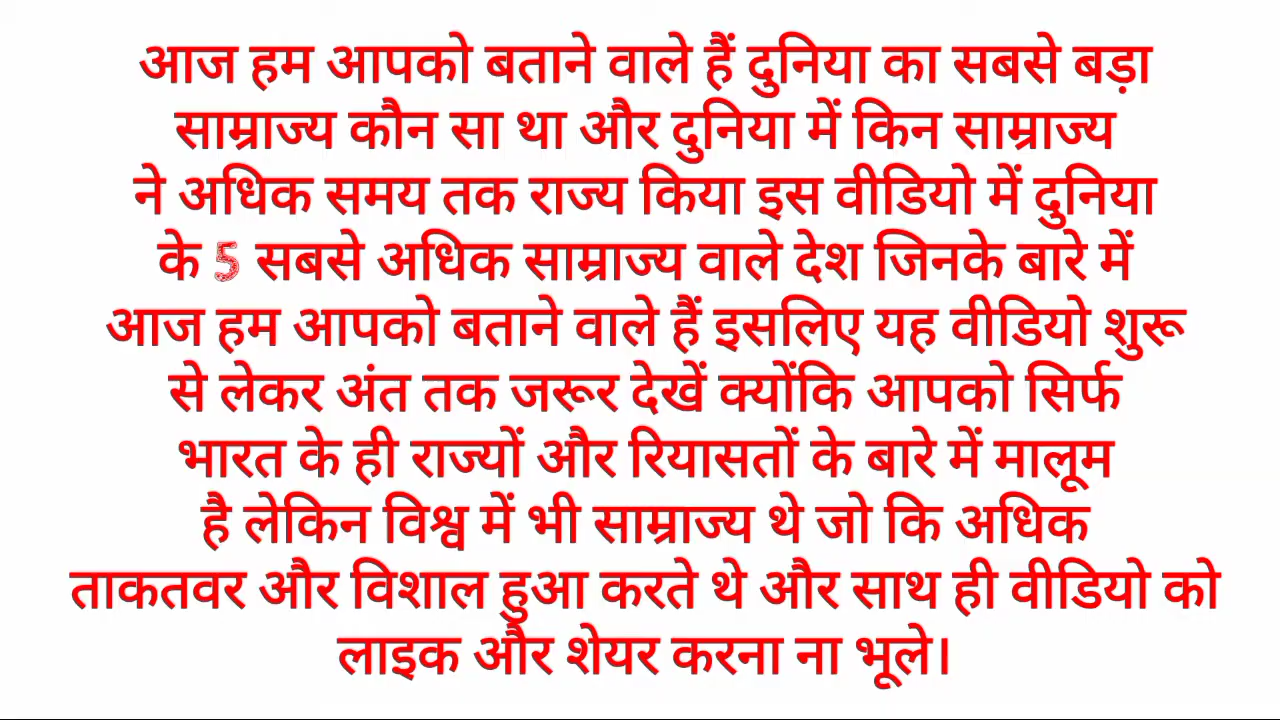 आज हम आपको बताने वाले हैं दुनिया का सबसे बड़ा
साम्राज्य कौन सा था और दुनिया में किन साम्राज्य
ने अधिक समय तक राज्य किया इस वीडियो में दुनिया
के 5 सबसे अधिक साम्राज्य वाले देश जिनके बारे में
आज हम आपको बताने वाले हैं इसलिए यह वीडियो शुरू
से लेकर अंत तक जरूर देखें क्योंकि आपको सिर्फ
भारत के ही राज्यों और रियासतों के बारे में मालूम
है लेकिन विश्व में भी साम्राज्य थे जो कि अधिक
ताकतवर और विशाल हुआ करते थे और साथ ही वीडियो को
लाइक और शेयर करना ना भूले।